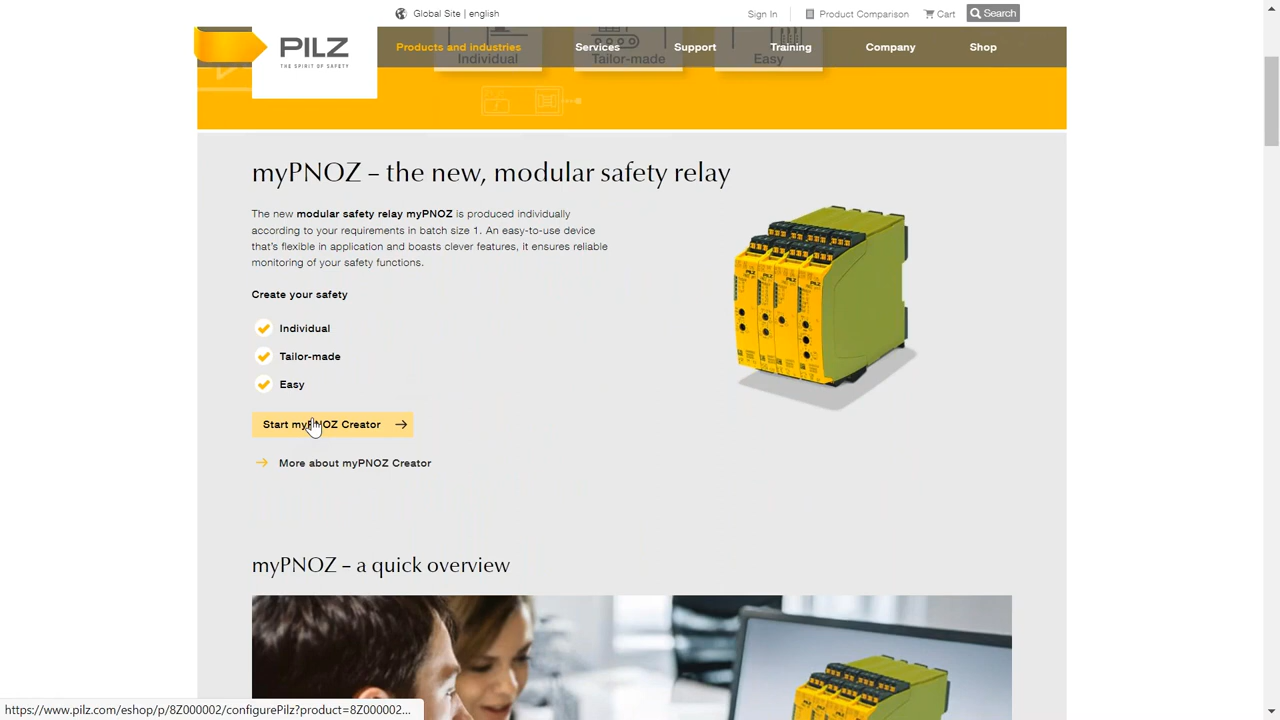 Global Site | english
Sign In
Product Comparison
Cart
Search
PILZ
THE SPIRIT OF SAFETY
Products and industries
Services
Support
Training
Company
Shop
Individual
Tailor-made
Easy
myPNOZ – the new, modular safety relay
The new modular safety relay myPNOZ is produced individually
according to your requirements in batch size 1. An easy-to-use device
that's flexible in application and boasts clever features, it ensures reliable
monitoring of your safety functions.
Create your safety
Individual
Tailor-made
Easy
Start myPNOZ Creator
More about myPNOZ Creator
PILZ
PILZ
PILZ
PILZ
myPNOZ – a quick overview
https://www.pilz.com/eshop/p/8Z000002/configurePilz?product=8Z000002...